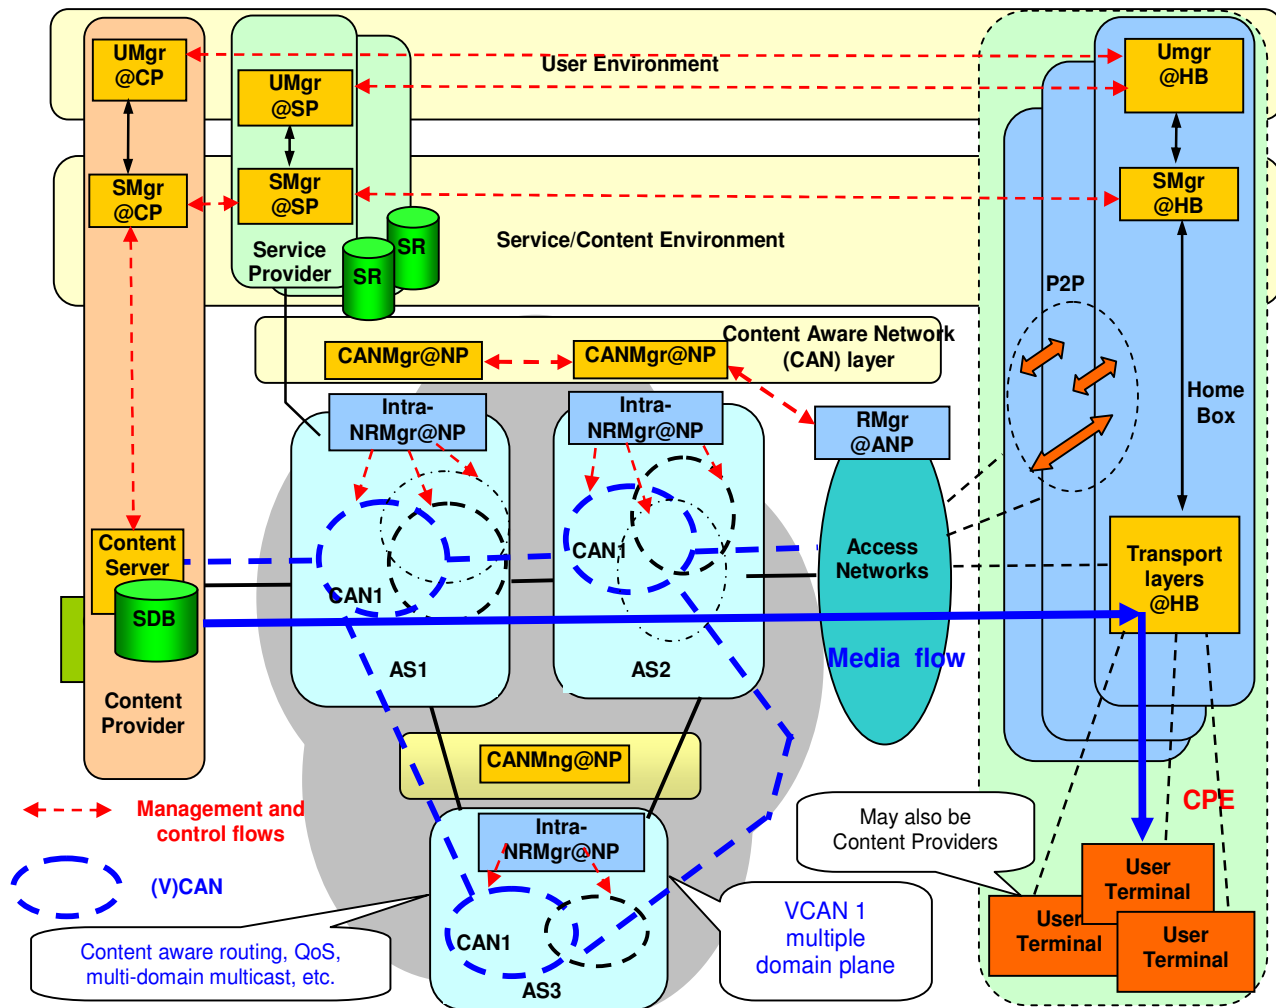 UMgr
@CP
UMgr
@SP
User Environment
Umgr
@HB
SMgr
@CP
SMgr
@SP
SMgr
@HB
Service
Provider
SR
SR
Service/Content Environment
P2P
Content Aware Network
(CAN) layer
CANMgr@NP
CANMgr@NP
Home
Box
Intra-
NRMgr@NP
Intra-
NRMgr@NP
RMgr
@ANP
Content
Server
SDB
CAN1
CAN1
Access
Networks
Transport
layers
@HB
AS1
AS2
Media flow
Content
Provider
CANMng@NP
CPE
Management and
control flows
May also be
Content Providers
Intra-
NRMgr@NP
(V)CAN
CAN1
AS3
Content aware routing, QoS,
multi-domain multicast, etc.
VCAN 1
multiple
domain plane
User
Terminal
User
Terminal
User
Terminal